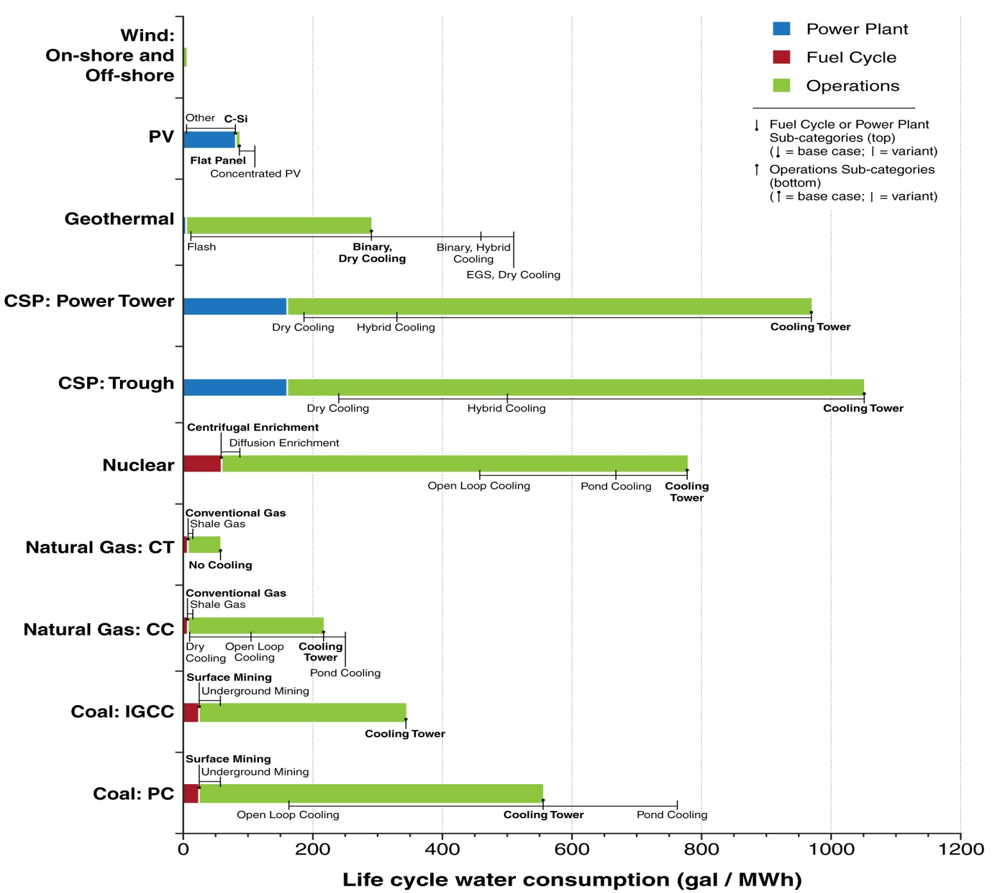 Wind:
On-shore and
Off-shore
Power Plant
Fuel Cycle
Operations
Fuel Cycle or Power Plant
Sub-categories (top)
(⭣ = base case; | = variant)
Operations Sub-categories
(bottom)
(⭡ = base case; | = variant)
PV
Other C-Si
Flat Panel
Concentrated PV
Geothermal
Flash
Binary,
Dry Cooling
Binary, Hybrid
Cooling
EGS, Dry Cooling
CSP: Power Tower
Dry Cooling
Hybrid Cooling
Cooling Tower
CSP: Trough
Dry Cooling
Hybrid Cooling
Cooling Tower
Nuclear
Centrifugal Enrichment
Diffusion Enrichment
Open Loop Cooling
Pond Cooling
Cooling
Tower
Natural Gas: CT
Conventional Gas
Shale Gas
No Cooling
Natural Gas: CC
Conventional Gas
Shale Gas
Dry
Cooling
Open Loop
Cooling
Cooling
Tower
Pond Cooling
Coal: IGCC
Surface Mining
Underground Mining
Cooling Tower
Coal: PC
Surface Mining
Underground Mining
Open Loop Cooling
Cooling Tower
Pond Cooling
0 200 400 600 800 1000 1200
Life cycle water consumption (gal / MWh)